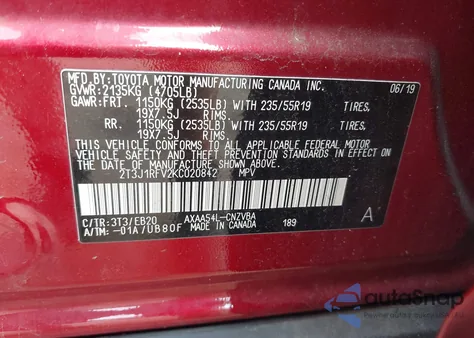 MFD. BY: TOYOTA MOTOR MANUFACTURING CANADA INC.
GVWR: 2135KG (4705LB) 06/19
GAWR: FRT. 1150KG (2535LB) WITH 235/55R19 TIRES,
19X7.5J RIMS.
RR. 1150KG (2535LB) WITH 235/55R19 TIRES,
19X7.5J RIMS.
THIS VEHICLE CONFORMS TO ALL APPLICABLE FEDERAL MOTOR
VEHICLE SAFETY AND THEFT PREVENTION STANDARDS IN EFFECT
ON THE DATE OF MANUFACTURE SHOWN ABOVE.
2T3J1RFV2KC020842 MPV
C/TR: 3T3/EB20 AXAA54L-CNZVBA
A/TM: -01A/UB80F MADE IN CANADA 189
A
autoSnap